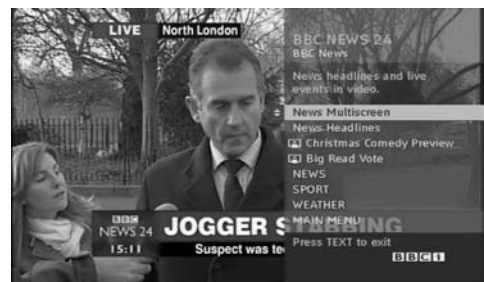 LIVE North London
BBC NEWS 24
BBC News
News headlines and live
events in video.
News Multiscreen
News Headlines
Christmas Comedy Preview
Big Read Vote
NEWS
SPORT
WEATHER
MAIN MENU
Press TEXT to exit
BBCi
BBC
NEWS 24
15:11
JOGGER STABBING
Suspect was